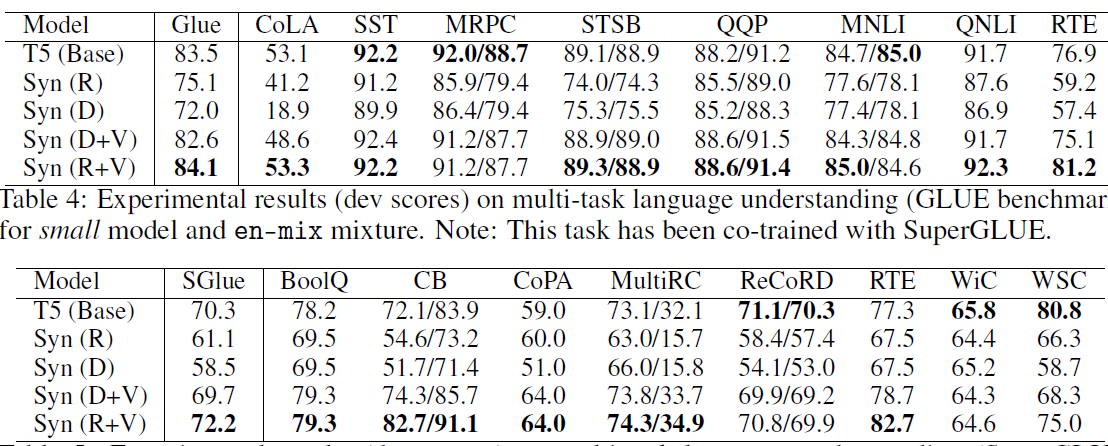 Model Glue CoLA SST MRPC STSB QQP MNLI QNLI RTE
T5 (Base) 83.5 53.1 92.2 92.0/88.7 89.1/88.9 88.2/91.2 84.7/85.0 91.7 76.9
Syn (R) 75.1 41.2 91.2 85.9/79.4 74.0/74.3 85.5/89.0 77.6/78.1 87.6 59.2
Syn (D) 72.0 18.9 89.9 86.4/79.4 75.3/75.5 85.2/88.3 77.4/78.1 86.9 57.4
Syn (D+V) 82.6 48.6 92.4 91.2/87.7 88.9/89.0 88.6/91.5 84.3/84.8 91.7 75.1
Syn (R+V) 84.1 53.3 92.2 91.2/87.7 89.3/88.9 88.6/91.4 85.0/84.6 92.3 81.2
Table 4: Experimental results (dev scores) on multi-task language understanding (GLUE benchmar
for small model and en-mix mixture. Note: This task has been co-trained with SuperGLUE.
Model SGlue BoolQ CB CoPA MultiRC ReCoRD RTE WiC WSC
T5 (Base) 70.3 78.2 72.1/83.9 59.0 73.1/32.1 71.1/70.3 77.3 65.8 80.8
Syn (R) 61.1 69.5 54.6/73.2 60.0 63.0/15.7 58.4/57.4 67.5 64.4 66.3
Syn (D) 58.5 69.5 51.7/71.4 51.0 66.0/15.8 54.1/53.0 67.5 65.2 58.7
Syn (D+V) 69.7 79.3 74.3/85.7 64.0 73.8/33.7 69.9/69.2 78.7 64.3 68.3
Syn (R+V) 72.2 79.3 82.7/91.1 64.0 74.3/34.9 70.8/69.9 82.7 64.6 75.0